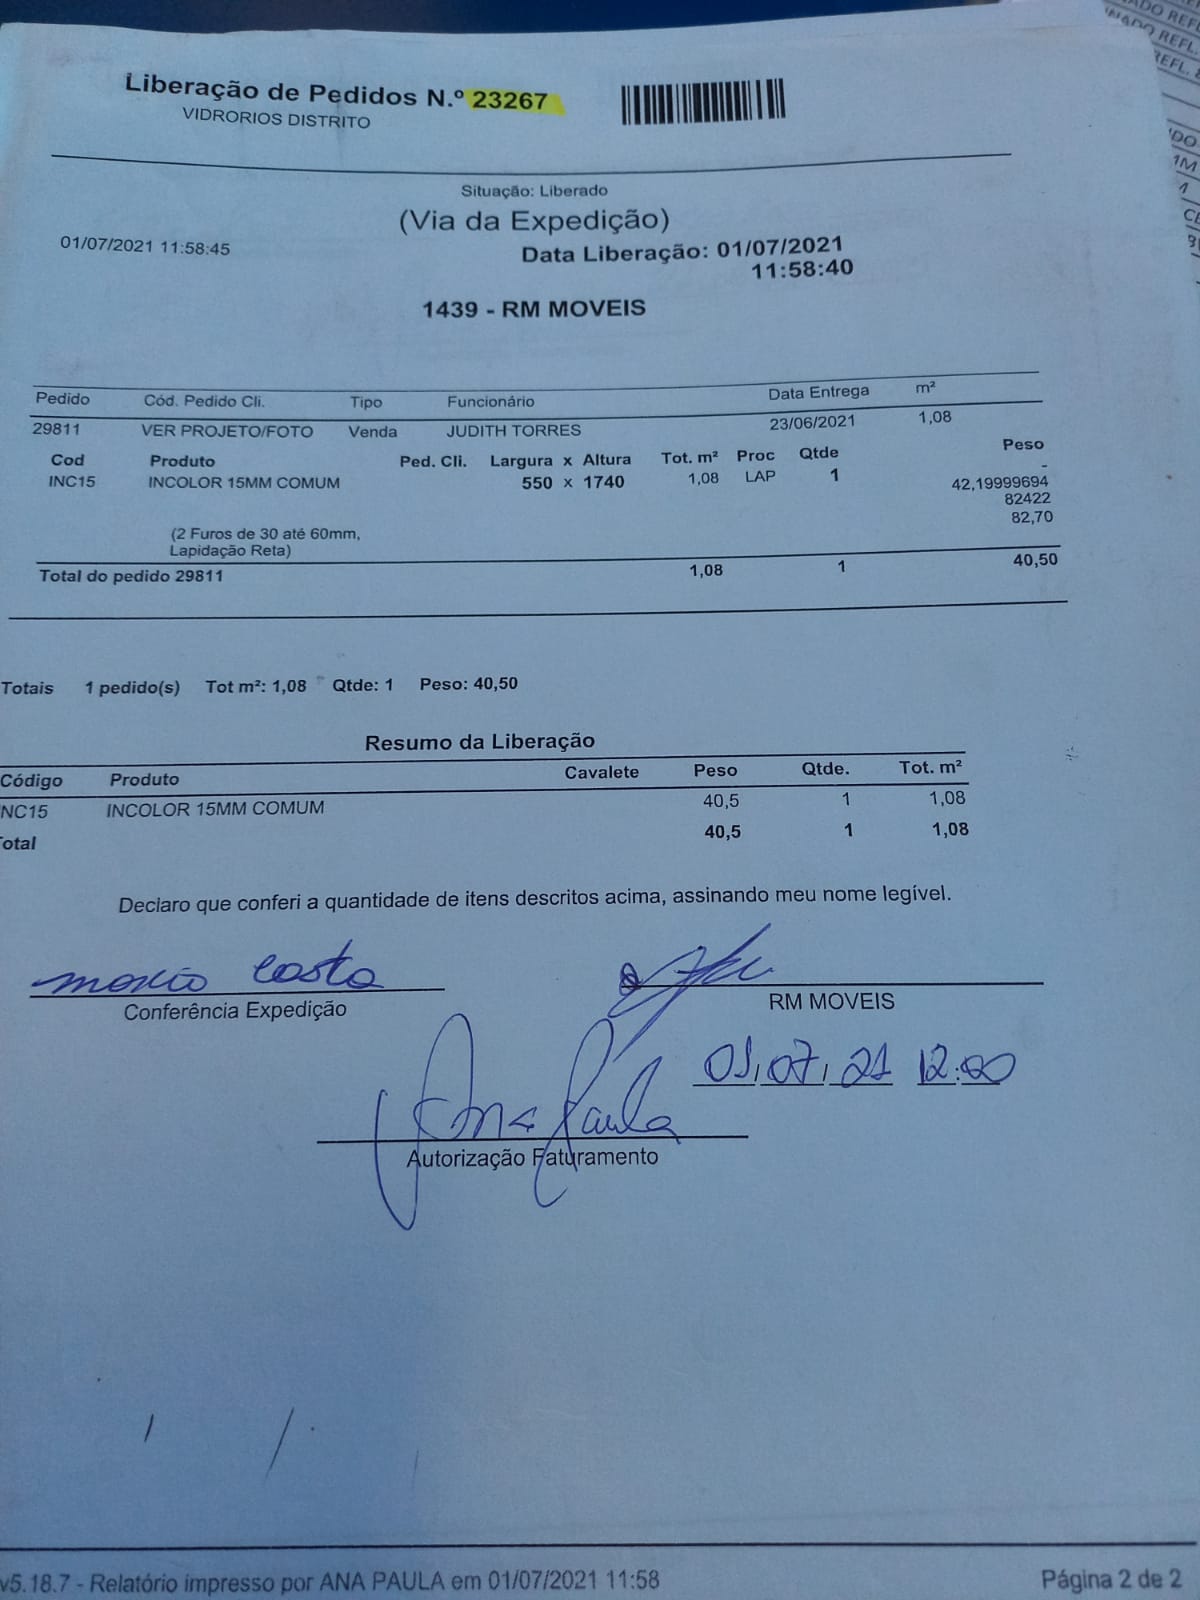 Liberação de Pedidos N.º 23267
VIDRORIOS DISTRITO
Situação: Liberado
(Via da Expedição)
01/07/2021 11:58:45
Data Liberação: 01/07/2021
11:58:40
1439 - RM MOVEIS
Pedido Cód. Pedido Cli. Tipo Funcionário Data Entrega m²
29811 VER PROJETO/FOTO Venda JUDITH TORRES 23/06/2021 1,08
Cod Produto Ped. Cli. Largura x Altura Tot. m² Proc Qtde Peso
INC15 INCOLOR 15MM COMUM 550 x 1740 1,08 LAP 1 -
42,19999694
82422
82,70
(2 Furos de 30 até 60mm,
Lapidação Reta)
Total do pedido 29811 1,08 1 40,50
Totais 1 pedido(s) Tot m²: 1,08 Qtde: 1 Peso: 40,50
Resumo da Liberação
Código Produto Cavalete Peso Qtde. Tot. m²
NC15 INCOLOR 15MM COMUM 40,5 1 1,08
Total 40,5 1 1,08
Declaro que conferi a quantidade de itens descritos acima, assinando meu nome legível.
costa
Conferência Expedição
RM MOVEIS
01/07/21 12:00
Ana Paula
Autorização Faturamento
v5.18.7 - Relatório impresso por ANA PAULA em 01/07/2021 11:58
Página 2 de 2
ADO REFL
REFL.
REFL.
1M